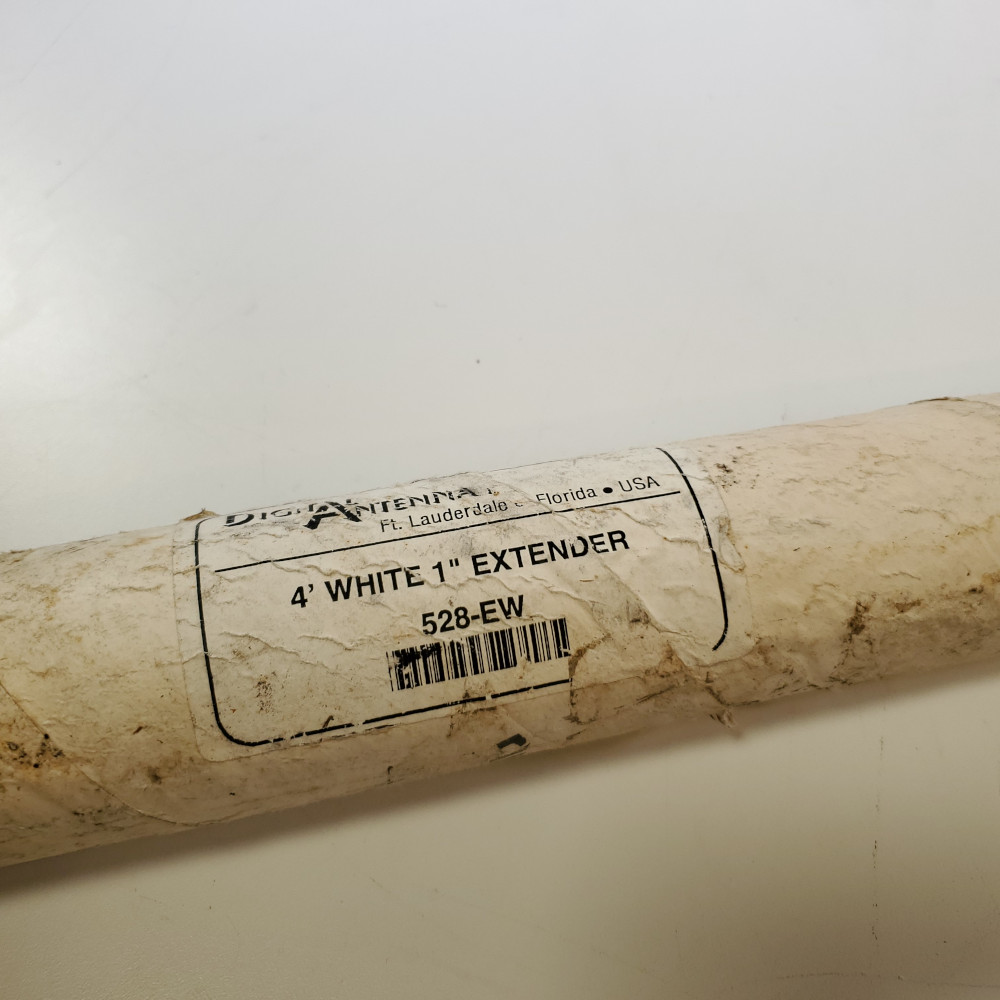 DIGITAL ANTENNA
Ft. Lauderdale • Florida • USA
4' WHITE 1" EXTENDER
528-EW